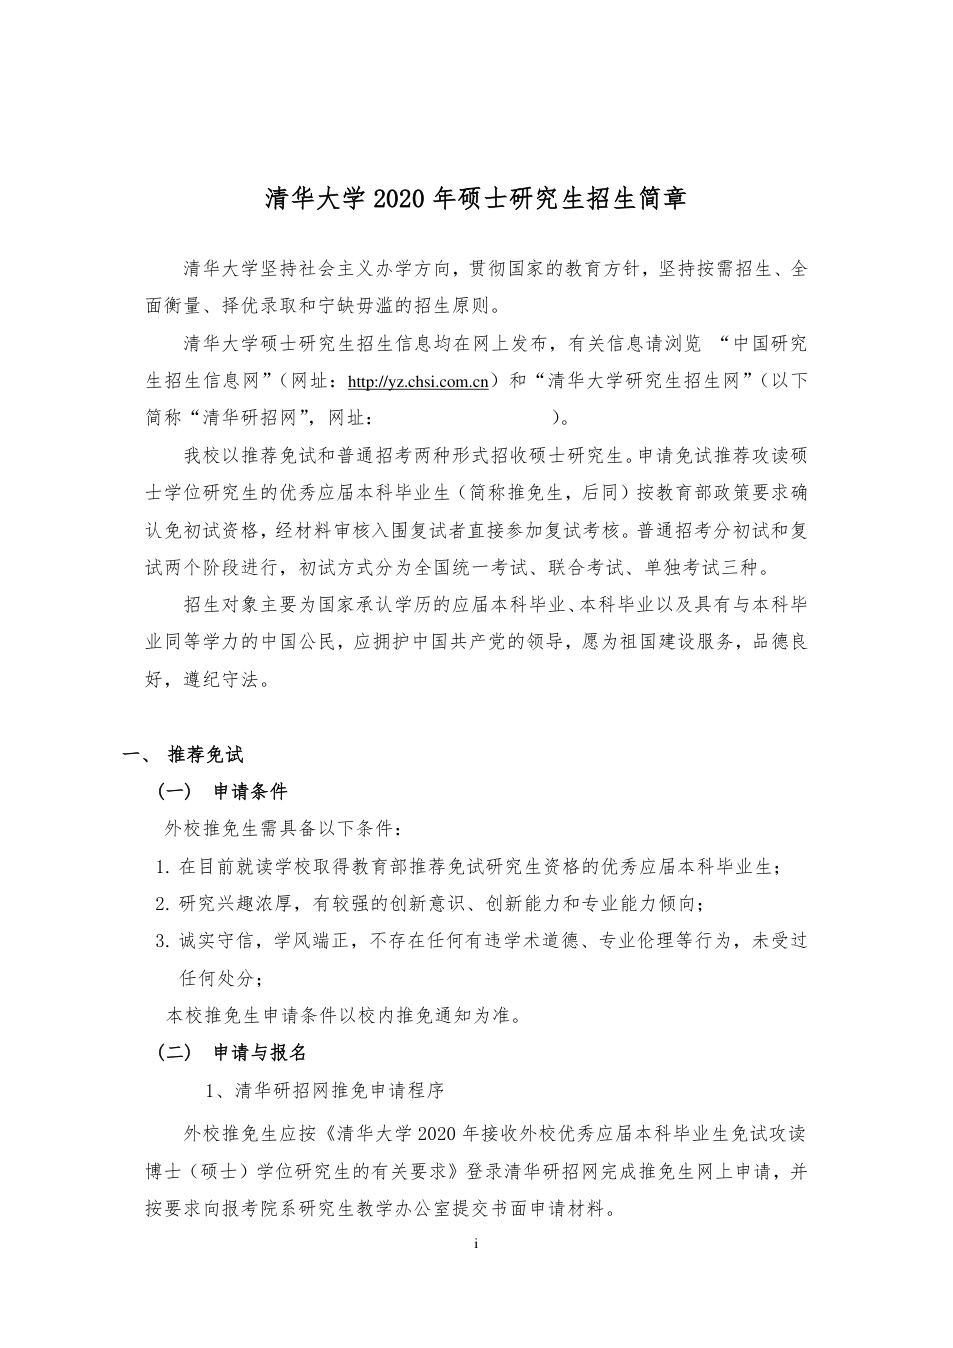 清华大学 2020 年硕士研究生招生简章
清华大学坚持社会主义办学方向，贯彻国家的教育方针，坚持按需招生、全
面衡量、择优录取和宁缺毋滥的招生原则。
清华大学硕士研究生招生信息均在网上发布，有关信息请浏览 “中国研究
生招生信息网”（网址：http://yz.chsi.com.cn）和“清华大学研究生招生网”（以下
简称“清华研招网”，网址： ）。
我校以推荐免试和普通招考两种形式招收硕士研究生。申请免试推荐攻读硕
士学位研究生的优秀应届本科毕业生（简称推免生，后同）按教育部政策要求确
认免初试资格，经材料审核入围复试者直接参加复试考核。普通招考分初试和复
试两个阶段进行，初试方式分为全国统一考试、联合考试、单独考试三种。
招生对象主要为国家承认学历的应届本科毕业、本科毕业以及具有与本科毕
业同等学力的中国公民，应拥护中国共产党的领导，愿为祖国建设服务，品德良
好，遵纪守法。
一、 推荐免试
(一) 申请条件
外校推免生需具备以下条件：
1. 在目前就读学校取得教育部推荐免试研究生资格的优秀应届本科毕业生；
2. 研究兴趣浓厚，有较强的创新意识、创新能力和专业能力倾向；
3. 诚实守信，学风端正，不存在任何有违学术道德、专业伦理等行为，未受过
任何处分；
本校推免生申请条件以校内推免通知为准。
(二) 申请与报名
1、清华研招网推免申请程序
外校推免生应按《清华大学 2020 年接收外校优秀应届本科毕业生免试攻读
博士（硕士）学位研究生的有关要求》登录清华研招网完成推免生网上申请，并
按要求向报考院系研究生教学办公室提交书面申请材料。
i